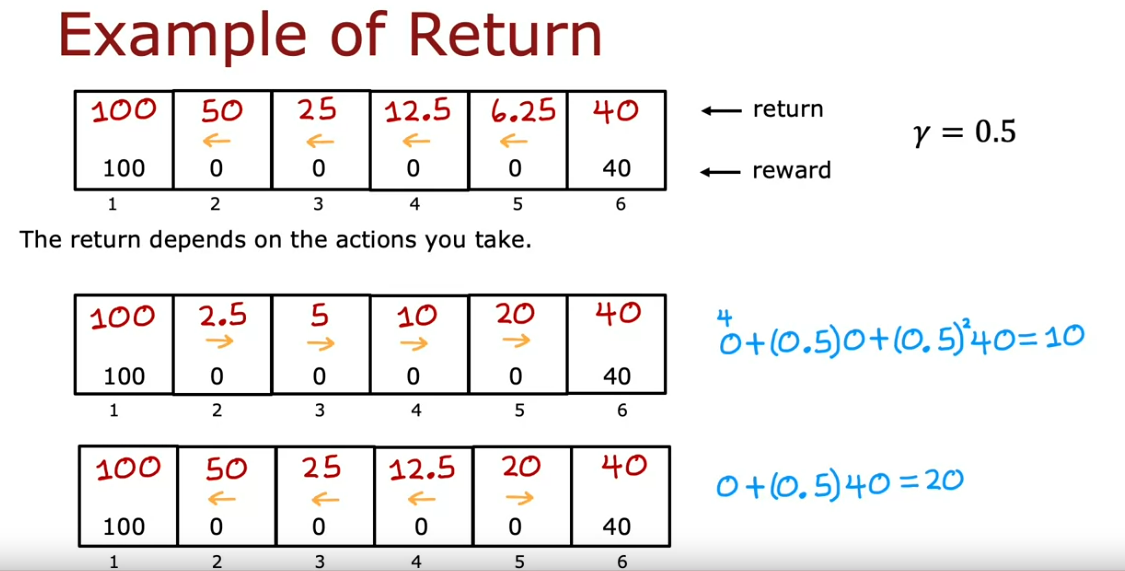 Example of Return
100 50 25 12.5 6.25 40 ← return
← ← ← ← γ = 0.5
100 0 0 0 0 40 ← reward
1 2 3 4 5 6
The return depends on the actions you take.
100 2.5 5 10 20 40
4
→ → → → 0+(0.5)0+(0.5)²40=10
100 0 0 0 0 40
1 2 3 4 5 6
100 50 25 12.5 20 40
← ← ← → 0+(0.5)40=20
100 0 0 0 0 40
1 2 3 4 5 6